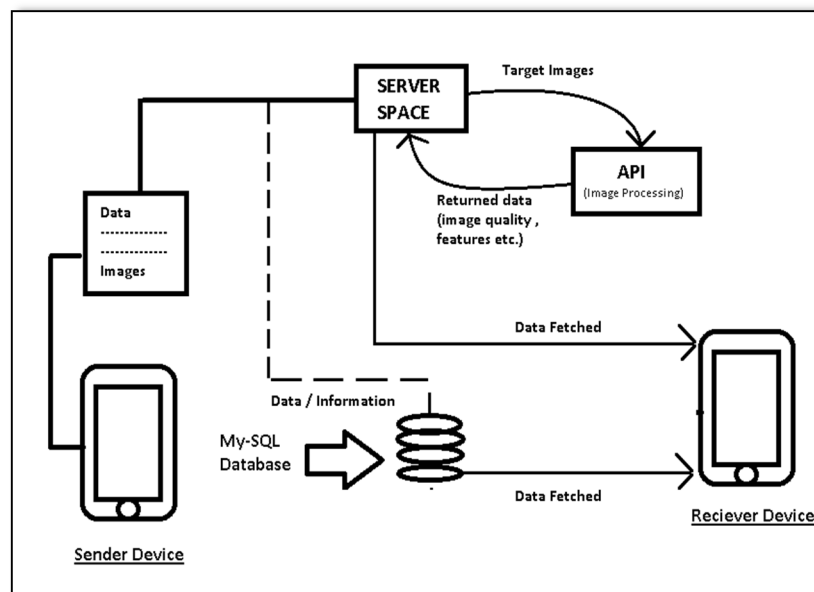 SERVER
SPACE
Target Images
API
(Image Processing)
Returned data
(image quality ,
features etc.)
Data
---------------
---------------
Images
Data Fetched
Data / Information
My-SQL
Database
Data Fetched
Sender Device
Reciever Device